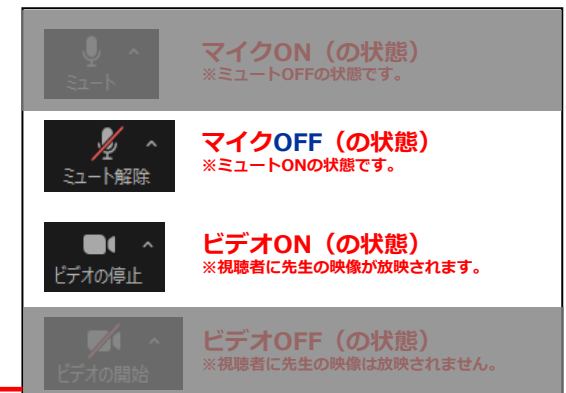 ミュート
マイクON（の状態）
※ミュートOFFの状態です。
ミュート解除
マイクOFF（の状態）
※ミュートONの状態です。
ビデオの停止
ビデオON（の状態）
※視聴者に先生の映像が放映されます。
ビデオの開始
ビデオOFF（の状態）
※視聴者に先生の映像は放映されません。